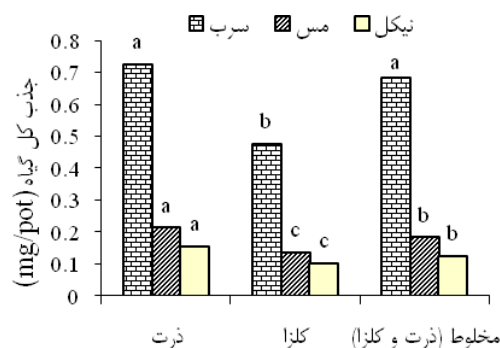 سرب مس نیکل
جذب کل گیاه (mg/pot)
0.8
0.7
0.6
0.5
0.4
0.3
0.2
0.1
0
a a a
b c c
a b b
ذرت کلزا مخلوط (ذرت و کلزا)